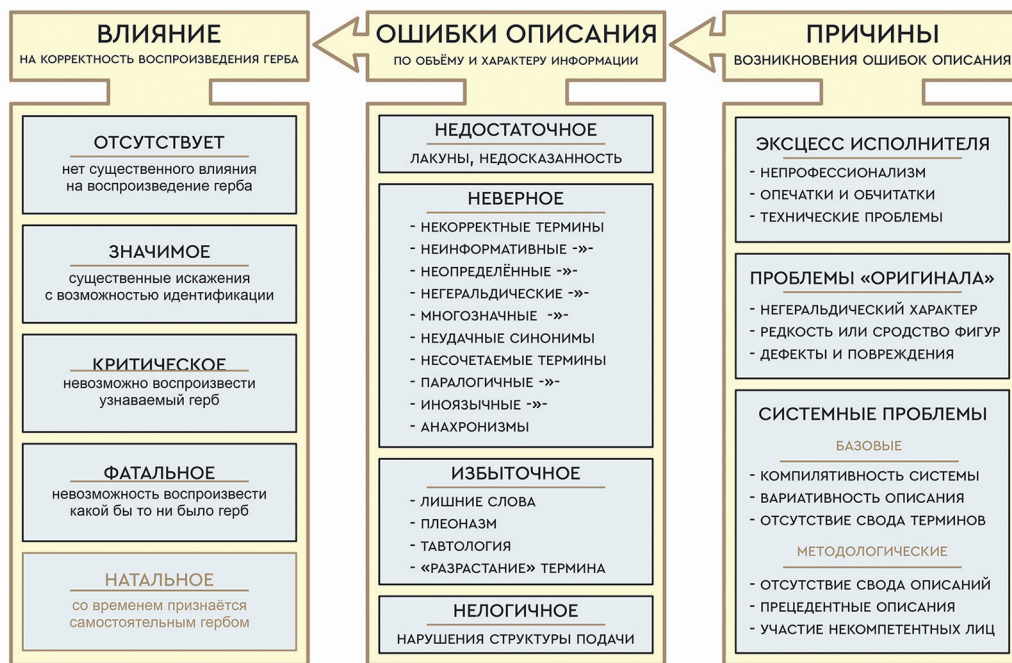 ВЛИЯНИЕ
НА КОРРЕКТНОСТЬ ВОСПРОИЗВЕДЕНИЯ ГЕРБА
ОТСУТСТВУЕТ
нет существенного влияния
на воспроизведение герба
ЗНАЧИМОЕ
существенные искажения
с возможностью идентификации
КРИТИЧЕСКОЕ
невозможно воспроизвести
узнаваемый герб
ФАТАЛЬНОЕ
невозможность воспроизвести
какой бы то ни было герб
НАТАЛЬНОЕ
со временем признаётся
самостоятельным гербом
ОШИБКИ ОПИСАНИЯ
ПО ОБЪЁМУ И ХАРАКТЕРУ ИНФОРМАЦИИ
НЕДОСТАТОЧНОЕ
ЛАКУНЫ, НЕДОСКАЗАННОСТЬ
НЕВЕРНОЕ
- НЕКОРРЕКТНЫЕ ТЕРМИНЫ
- НЕИНФОРМАТИВНЫЕ -»-
- НЕОПРЕДЕЛЁННЫЕ -»-
- НЕГЕРАЛЬДИЧЕСКИЕ -»-
- МНОГОЗНАЧНЫЕ -»-
- НЕУДАЧНЫЕ СИНОНИМЫ
- НЕСОЧЕТАЕМЫЕ ТЕРМИНЫ
- ПАРАЛОГИЧНЫЕ -»-
- ИНОЯЗЫЧНЫЕ -»-
- АНАХРОНИЗМЫ
ИЗБЫТОЧНОЕ
- ЛИШНИЕ СЛОВА
- ПЛЕОНАЗМ
- ТАВТОЛОГИЯ
- «РАЗРАСТАНИЕ» ТЕРМИНА
НЕЛОГИЧНОЕ
НАРУШЕНИЯ СТРУКТУРЫ ПОДАЧИ
ПРИЧИНЫ
ВОЗНИКНОВЕНИЯ ОШИБОК ОПИСАНИЯ
ЭКСЦЕСС ИСПОЛНИТЕЛЯ
- НЕПРОФЕССИОНАЛИЗМ
- ОПЕЧАТКИ И ОБЧИТАТКИ
- ТЕХНИЧЕСКИЕ ПРОБЛЕМЫ
ПРОБЛЕМЫ «ОРИГИНАЛА»
- НЕГЕРАЛЬДИЧЕСКИЙ ХАРАКТЕР
- РЕДКОСТЬ ИЛИ СРОДСТВО ФИГУР
- ДЕФЕКТЫ И ПОВРЕЖДЕНИЯ
СИСТЕМНЫЕ ПРОБЛЕМЫ
БАЗОВЫЕ
- КОМПИЛЯТИВНОСТЬ СИСТЕМЫ
- ВАРИАТИВНОСТЬ ОПИСАНИЯ
- ОТСУТСТВИЕ СВОДА ТЕРМИНОВ
МЕТОДОЛОГИЧЕСКИЕ
- ОТСУТСТВИЕ СВОДА ОПИСАНИЙ
- ПРЕЦЕДЕНТНЫЕ ОПИСАНИЯ
- УЧАСТИЕ НЕКОМПЕТЕНТНЫХ ЛИЦ